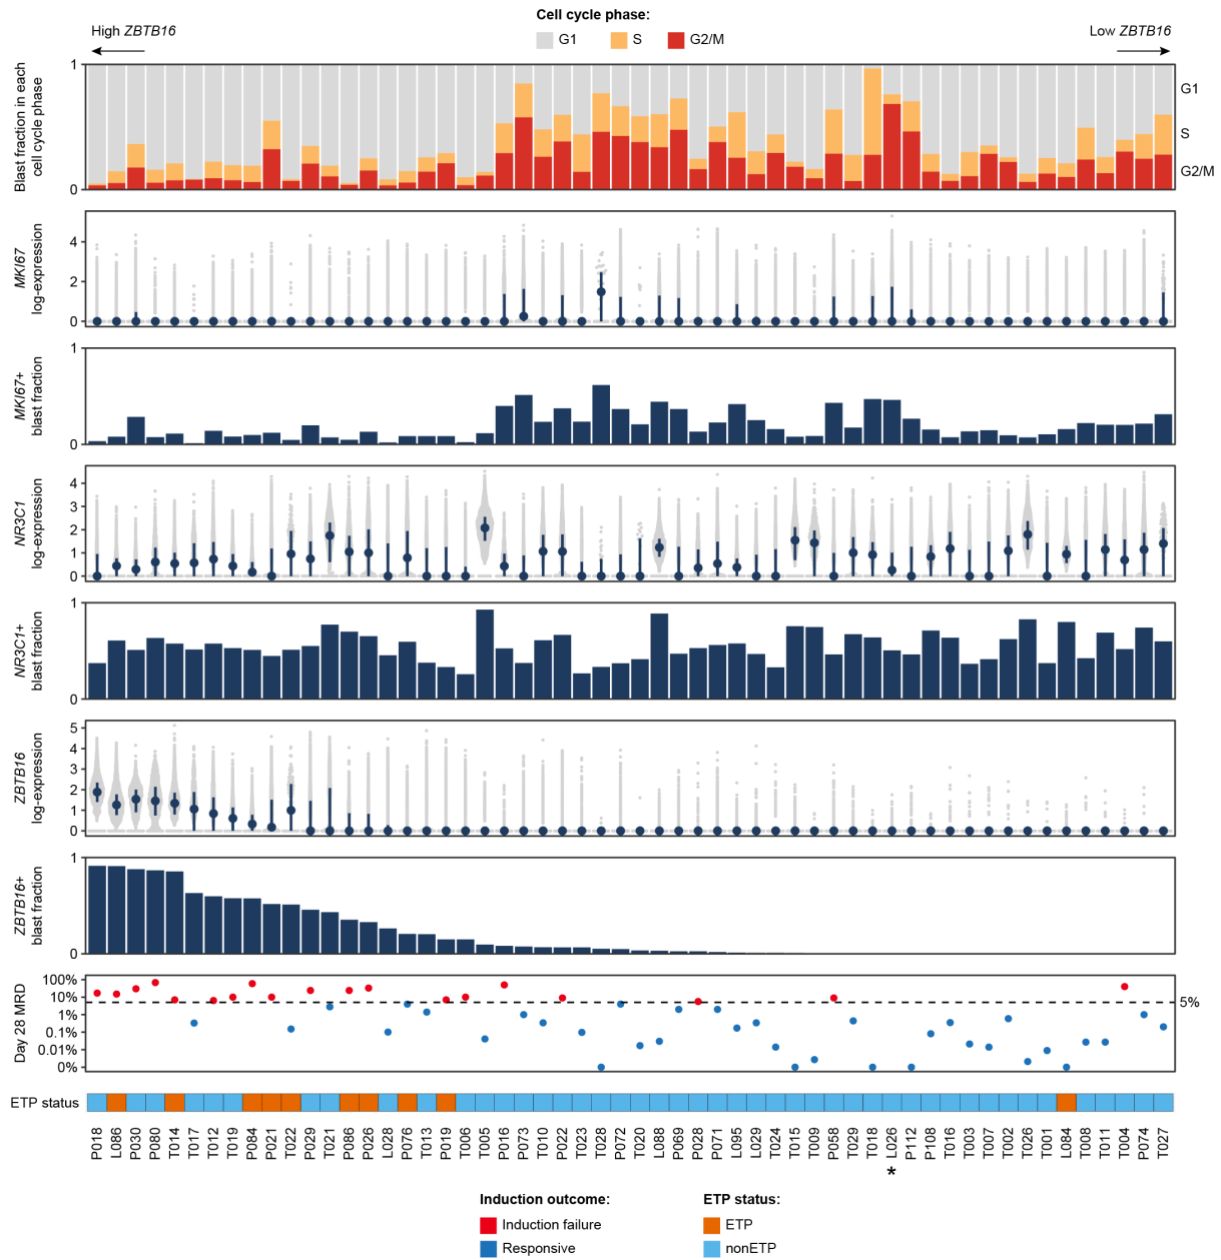 Cell cycle phase:
High ZBTB16
G1 S G2/M
Low ZBTB16
Blast fraction in each
cell cycle phase
1
0
G1
S
G2/M
MKI67
log-expression
4
2
0
MKI67+
blast fraction
1
0
NR3C1
log-expression
4
3
2
1
0
NR3C1+
blast fraction
1
0
ZBTB16
log-expression
5
4
3
2
1
0
ZBTB16+
blast fraction
1
0
Day 28 MRD
100%
10%
1%
0.1%
0.01%
0%
5%
ETP status
P018 L086 P030 P080 T014 T017 T012 T019 P084 P021 T022 P029 T021 P086 P026 L028 P076 T013 P019 T006 T005 P016 P073 T010 P022 T023 T028 P072 T020 L088 P069 P028 P071 L095 L029 T024 T015 T009 P058 T029 T018 L026 P112 P108 T016 T003 T007 T002 T026 T001 L084 T008 T011 T004 P074 T027
*
Induction outcome:
Induction failure
Responsive
ETP status:
ETP
nonETP